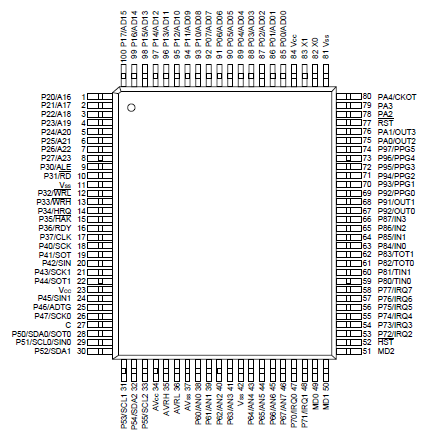 100 P17/AD15
99 P16/AD14
98 P15/AD13
97 P14/AD12
96 P13/AD11
95 P12/AD10
94 P11/AD09
93 P10/AD08
92 P07/AD07
91 P06/AD06
90 P05/AD05
89 P04/AD04
88 P03/AD03
87 P02/AD02
86 P01/AD01
85 P00/AD00
84 Vcc
83 X1
82 X0
81 Vss
P20/A16 1
P21/A17 2
P22/A18 3
P23/A19 4
P24/A20 5
P25/A21 6
P26/A22 7
P27/A23 8
P30/ALE 9
P31/RD 10
Vss 11
P32/WRL 12
P33/WRH 13
P34/HRQ 14
P35/HAK 15
P36/RDY 16
P37/CLK 17
P40/SCK 18
P41/SOT 19
P42/SIN 20
P43/SCK1 21
P44/SOT1 22
Vcc 23
P45/SIN1 24
P46/ADTG 25
P47/SCK0 26
C 27
P50/SDA0/SOT0 28
P51/SCL0/SIN0 29
P52/SDA1 30
80 PA4/CKOT
79 PA3
78 PA2
77 RST
76 PA1/OUT3
75 PA0/OUT2
74 P97/PPG5
73 P96/PPG4
72 P95/PPG3
71 P94/PPG2
70 P93/PPG1
69 P92/PPG0
68 P91/OUT1
67 P92/OUT0
66 P87/IN3
65 P86/IN2
64 P85/IN1
63 P84/IN0
62 P83/TOT1
61 P82/TOT0
60 P81/TIN1
59 P80/TIN0
58 P77/IRQ7
57 P76/IRQ6
56 P75/IRQ5
55 P74/IRQ4
54 P73/IRQ3
53 P72/IRQ2
52 HST
51 MD2
P53/SCL1 31
P54/SDA2 32
P55/SCL2 33
AVcc 34
AVRH 35
AVRL 36
AVss 37
P60/AN0 38
P61/AN1 39
P62/AN2 40
P63/AN3 41
Vss 42
P64/AN4 43
P65/AN5 44
P66/AN6 45
P67/AN7 46
P70/IRQ0 47
P71/IRQ1 48
MD0 49
MD1 50